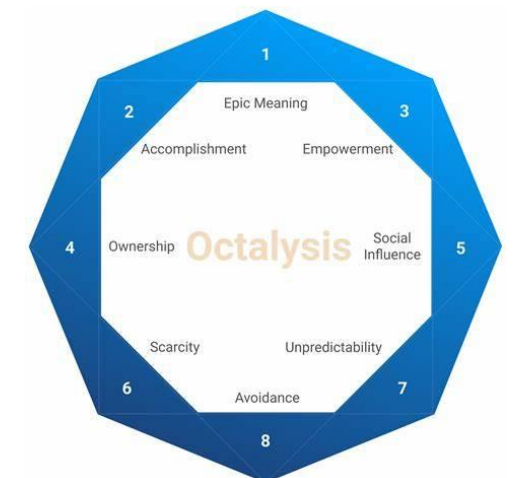 1
Epic Meaning
2
3
Accomplishment
Empowerment
4
Ownership
Octalysis
Social
Influence
5
Scarcity
Unpredictability
6
Avoidance
7
8